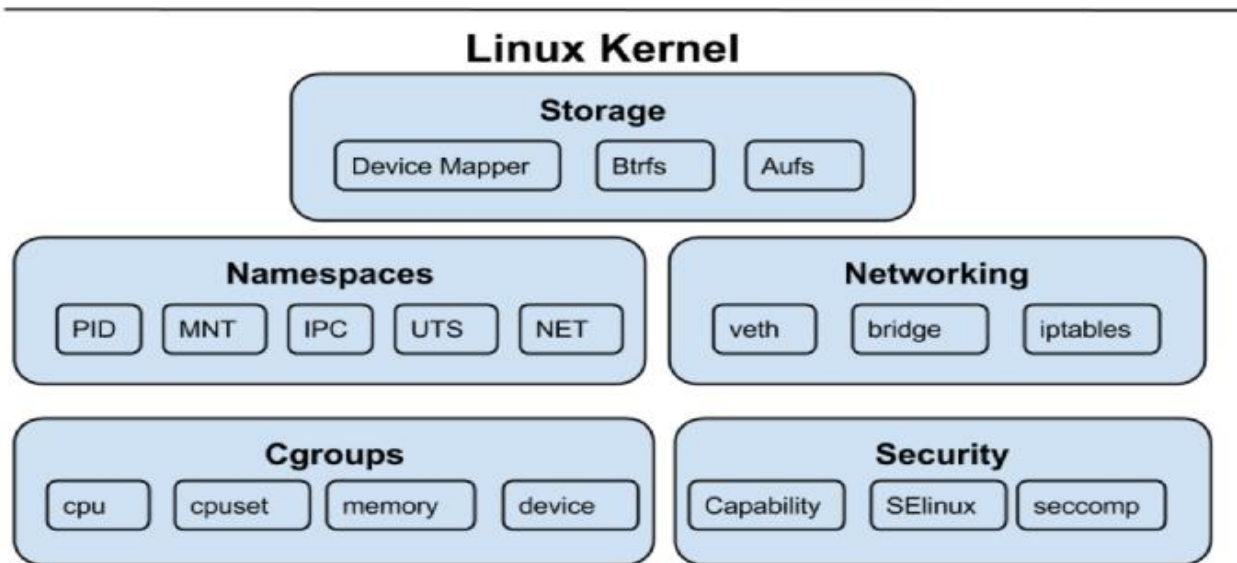 Linux Kernel
Storage
Device Mapper Btrfs Aufs
Namespaces
PID MNT IPC UTS NET
Networking
veth bridge iptables
Cgroups
cpu cpuset memory device
Security
Capability SElinux seccomp